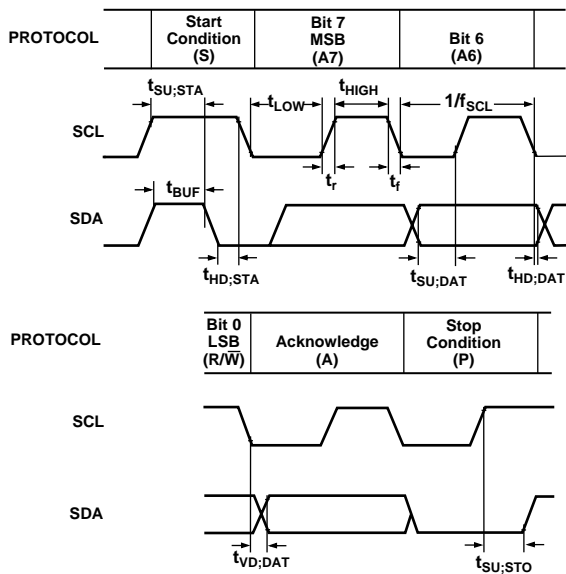 PROTOCOL
Start
Condition
(S)
Bit 7
MSB
(A7)
Bit 6
(A6)
tSU;STA
tLOW
tHIGH
1/fSCL
SCL
tr
tf
tBUF
SDA
tHD;STA
tSU;DAT
tHD;DAT
PROTOCOL
Bit 0
LSB
(R/W̅)
Acknowledge
(A)
Stop
Condition
(P)
SCL
SDA
tVD;DAT
tSU;STO